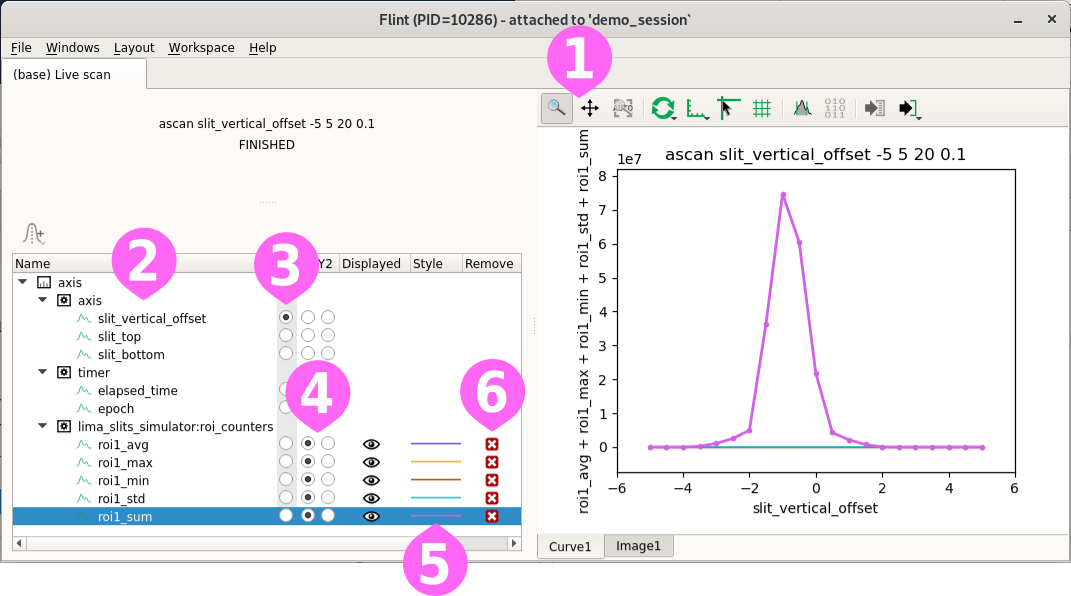 Flint (PID=10286) - attached to 'demo_session`
File Windows Layout Workspace Help
1
(base) Live scan
AUTO
010
101
011
ascan slit_vertical_offset -5 5 20 0.1
FINISHED
Name
2
3
Y2 Displayed Style Remove
axis
axis
slit_vertical_offset
slit_top
slit_bottom
timer
elapsed_time
epoch
4
6
lima_slits_simulator:roi_counters
roi1_avg
roi1_max
roi1_min
roi1_std
roi1_sum
5
1e7
ascan slit_vertical_offset -5 5 20 0.1
roi1_avg + roi1_max + roi1_min + roi1_std + roi1_sum
8
7
6
5
4
3
2
1
0
−6 −4 −2 0 2 4 6
slit_vertical_offset
Curve1 Image1